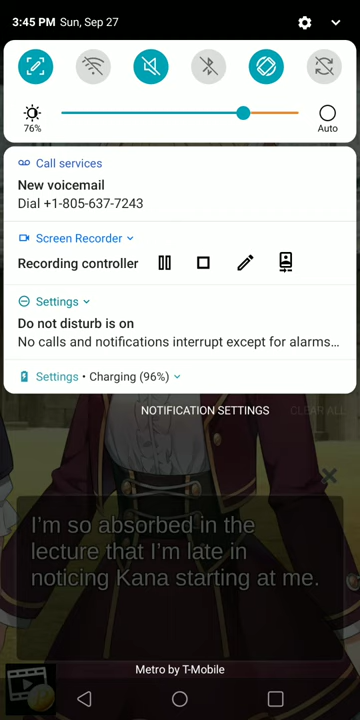 3:45 PM Sun, Sep 27
76%
Auto
Call services
New voicemail
Dial +1-805-637-7243
Screen Recorder
Recording controller
Settings
Do not disturb is on
No calls and notifications interrupt except for alarms...
Settings • Charging (96%)
NOTIFICATION SETTINGS CLEAR ALL
I'm so absorbed in the
lecture that I'm late in
noticing Kana starting at me.
Metro by T-Mobile